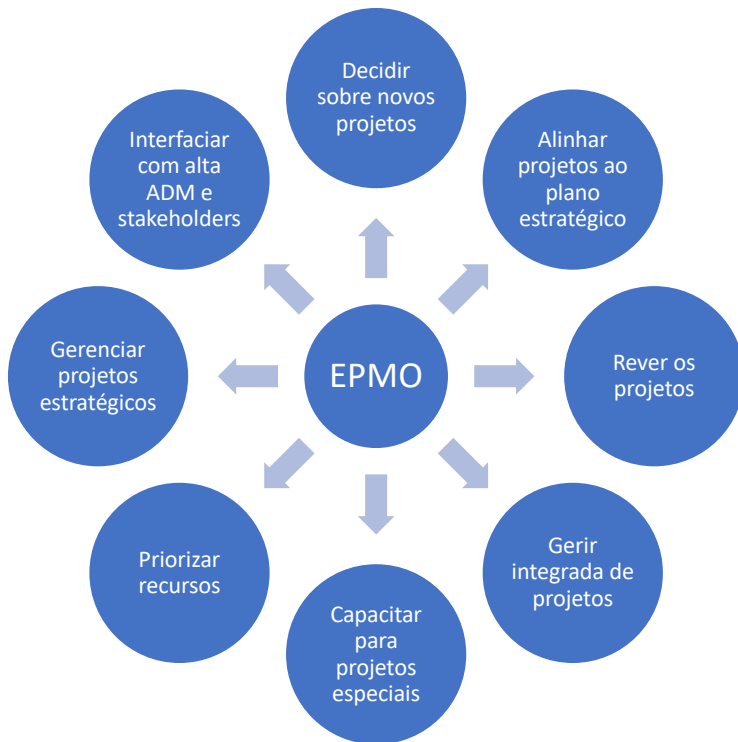 Decidir
sobre novos
projetos
Alinhar
projetos ao
plano
estratégico
Rever os
projetos
Gerir
integrada de
projetos
Capacitar
para
projetos
especiais
Priorizar
recursos
Gerenciar
projetos
estratégicos
Interfaciar
com alta
ADM e
stakeholders
EPMO